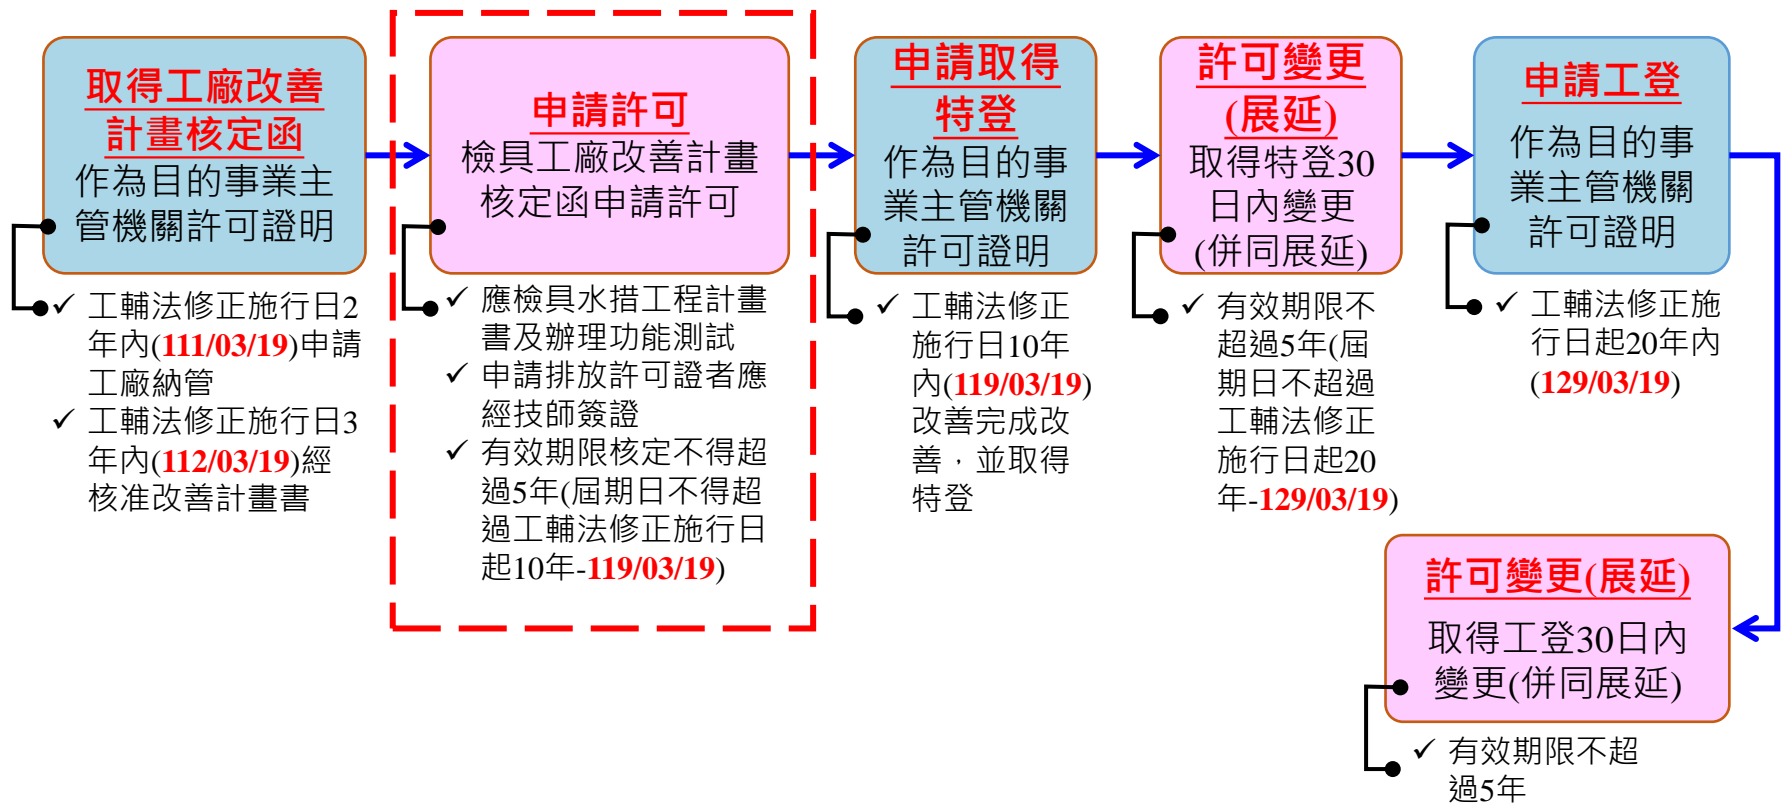 取得工廠改善
計畫核定函
作為目的事業主
管機關許可證明
✓ 工輔法修正施行日2
年內(111/03/19)申請
工廠納管
✓ 工輔法修正施行日3
年內(112/03/19)經
核准改善計畫書
申請許可
檢具工廠改善計畫
核定函申請許可
✓ 應檢具水措工程計畫
書及辦理功能測試
✓ 申請排放許可證者應
經技師簽證
✓ 有效期限核定不得超
過5年(屆期日不得超
過工輔法修正施行日
起10年-119/03/19)
申請取得
特登
作為目的事
業主管機關
許可證明
✓ 工輔法修正
施行日10年
內(119/03/19)
改善完成改
善，並取得
特登
許可變更
(展延)
取得特登30
日內變更
(併同展延)
✓ 有效期限不
超過5年(屆
期日不超過
工輔法修正
施行日起20
年-129/03/19)
申請工登
作為目的事
業主管機關
許可證明
✓ 工輔法修正施
行日起20年內
(129/03/19)
許可變更(展延)
取得工登30日內
變更(併同展延)
✓ 有效期限不超
過5年